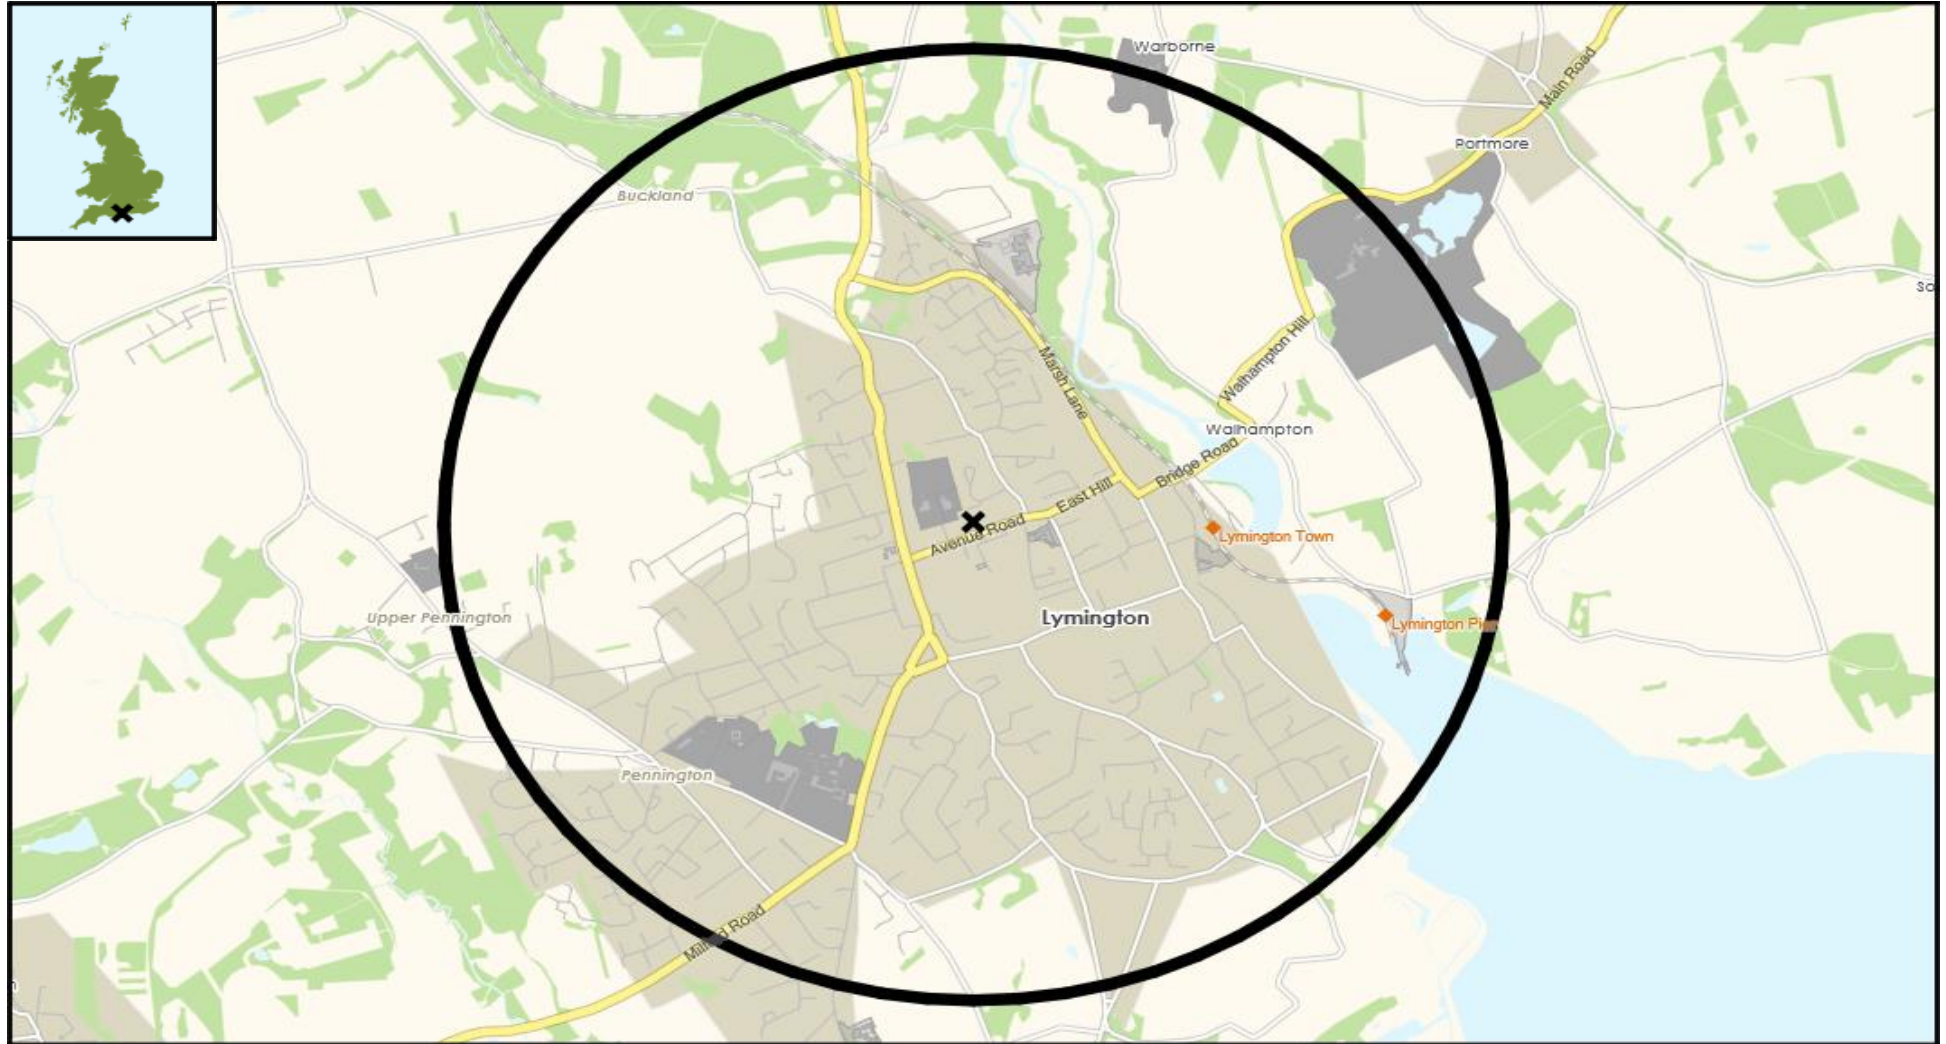 Warborne
Main Road
Portmore
Buckland
So
Marsh Lane
Walhampton Hill
Walhampton
Bridge Road
East Hill
Avenue Road
Lymington Town
Upper Pennington
Lymington
Lymington Pier
Pennington
Milford Road
n